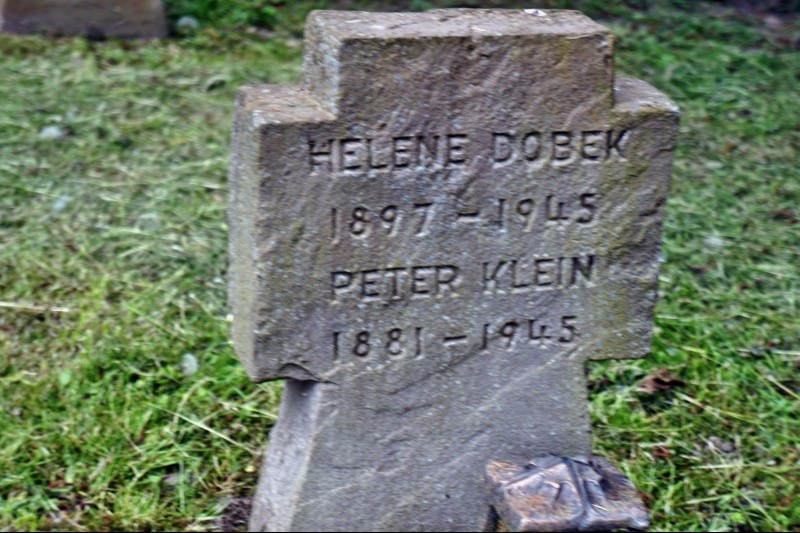 HELENE DOBEK
1897 - 1945
PETER KLEIN
1881 - 1945